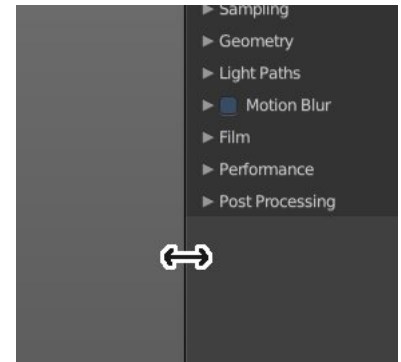 Sampling
Geometry
Light Paths
Motion Blur
Film
Performance
Post Processing